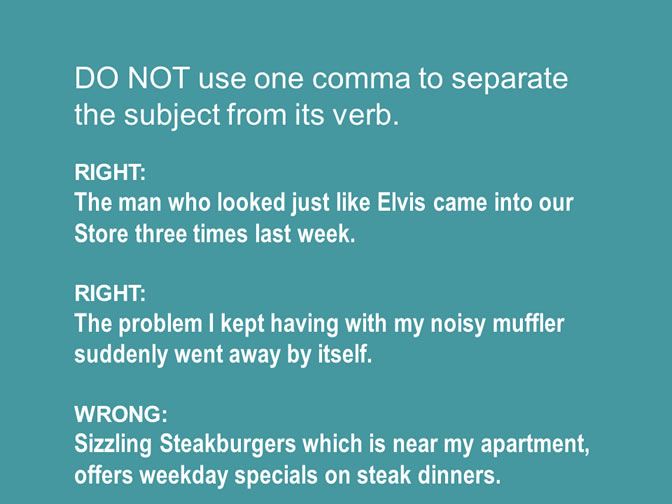 DO NOT use one comma to separate
the subject from its verb.
RIGHT:
The man who looked just like Elvis came into our
Store three times last week.
RIGHT:
The problem I kept having with my noisy muffler
suddenly went away by itself.
WRONG:
Sizzling Steakburgers which is near my apartment,
offers weekday specials on steak dinners.